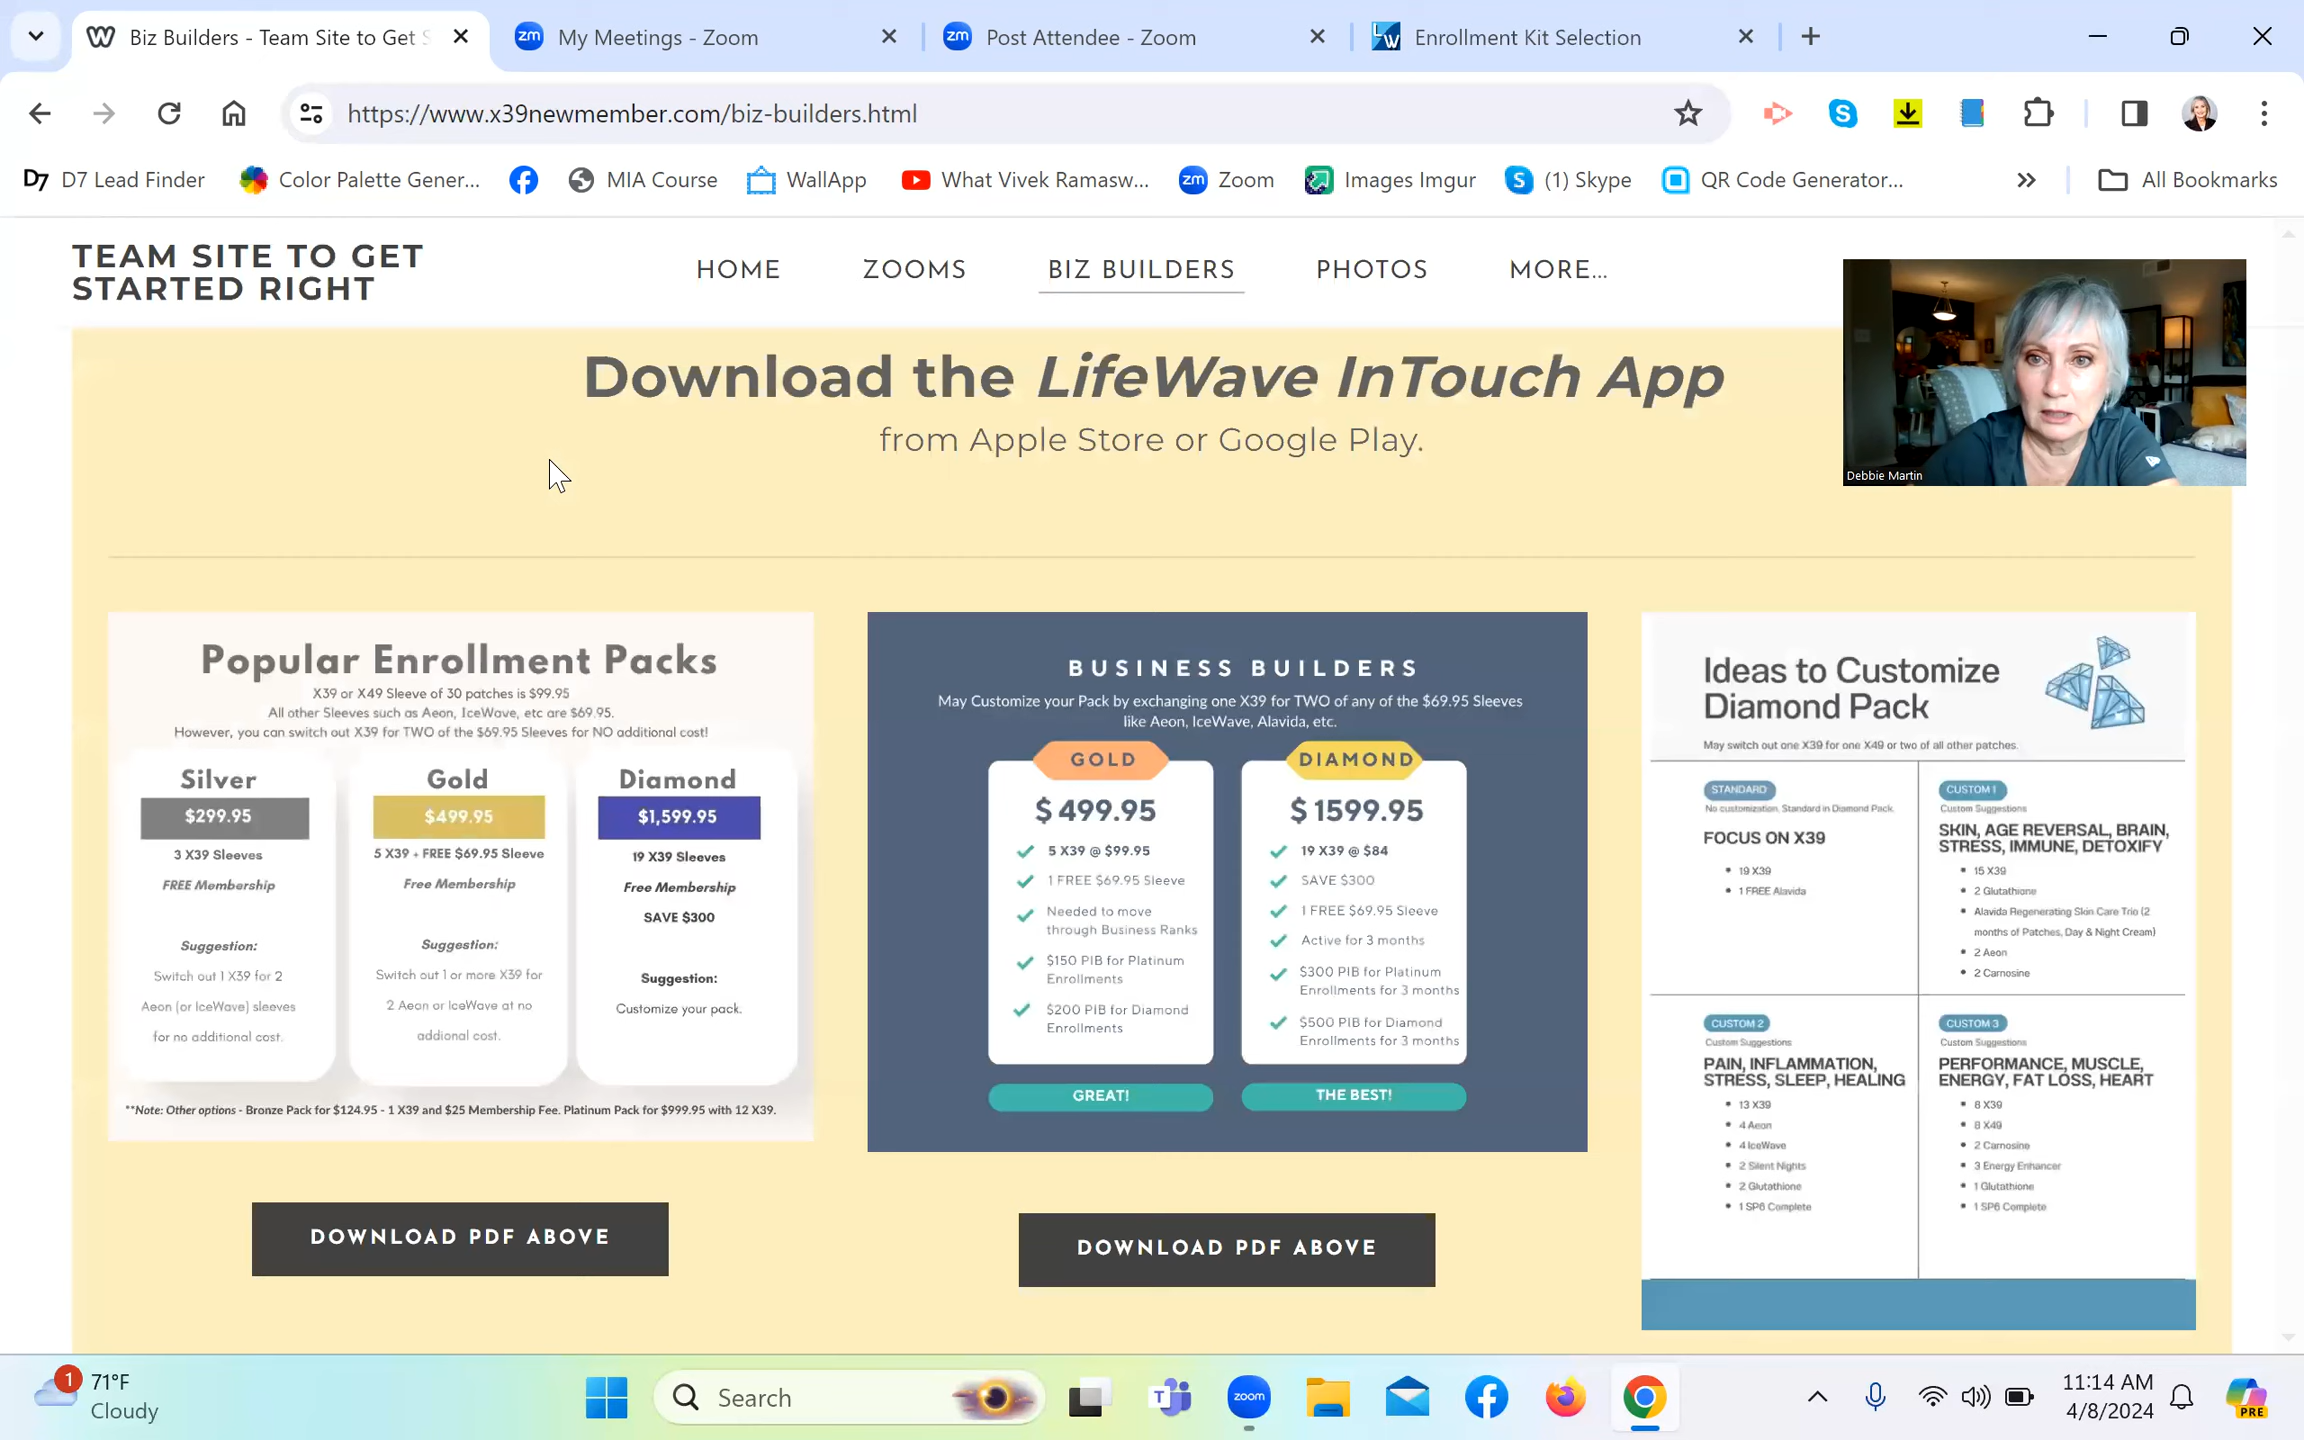 Biz Builders - Team Site to Get S
My Meetings - Zoom
Post Attendee - Zoom
Enrollment Kit Selection
https://www.x39newmember.com/biz-builders.html
D7 Lead Finder
Color Palette Gener...
MIA Course
WallApp
What Vivek Ramasw...
Zoom
Images Imgur
(1) Skype
QR Code Generator...
All Bookmarks
TEAM SITE TO GET
STARTED RIGHT
HOME
ZOOMS
BIZ BUILDERS
PHOTOS
MORE...
Debbie Martin
Download the LifeWave InTouch App
from Apple Store or Google Play.
Popular Enrollment Packs
X39 or X49 Sleeve of 30 patches is $99.95
All other Sleeves such as Aeon, IceWave, etc are $69.95.
However, you can switch out X39 for TWO of the $69.95 Sleeves for NO additional cost!
Silver
$299.95
3 X39 Sleeves
FREE Membership
Suggestion:
Switch out 1 X39 for 2
Aeon (or IceWave) sleeves
for no additional cost.
Gold
$499.95
5 X39 + FREE $69.95 Sleeve
Free Membership
Suggestion:
Switch out 1 or more X39 for
2 Aeon or IceWave at no
addional cost.
Diamond
$1,599.95
19 X39 Sleeves
Free Membership
SAVE $300
Suggestion:
Customize your pack.
**Note: Other options - Bronze Pack for $124.95 - 1 X39 and $25 Membership Fee. Platinum Pack for $999.95 with 12 X39.
DOWNLOAD PDF ABOVE
BUSINESS BUILDERS
May Customize your Pack by exchanging one X39 for TWO of any of the $69.95 Sleeves
like Aeon, IceWave, Alavida, etc.
GOLD
$499.95
5 X39 @ $99.95
1 FREE $69.95 Sleeve
Needed to move
through Business Ranks
$150 PIB for Platinum
Enrollments
$200 PIB for Diamond
Enrollments
GREAT!
DIAMOND
$1599.95
19 X39 @ $84
SAVE $300
1 FREE $69.95 Sleeve
Active for 3 months
$300 PIB for Platinum
Enrollments for 3 months
$500 PIB for Diamond
Enrollments for 3 months
THE BEST!
DOWNLOAD PDF ABOVE
Ideas to Customize
Diamond Pack
May switch out one X39 for one X49 or two of all other patches.
STANDARD
No customization. Standard in Diamond Pack.
FOCUS ON X39
19 X39
1 FREE Alavida
CUSTOM 1
Custom Suggestions
SKIN, AGE REVERSAL, BRAIN,
STRESS, IMMUNE, DETOXIFY
15 X39
2 Glutathione
Alavida Regenerating Skin Care Trio (2
months of Patches, Day & Night Cream)
2 Aeon
2 Carnosine
CUSTOM 2
Custom Suggestions
PAIN, INFLAMMATION,
STRESS, SLEEP, HEALING
13 X39
4 Aeon
4 IceWave
2 Silent Nights
2 Glutathione
1 SP6 Complete
CUSTOM 3
Custom Suggestions
PERFORMANCE, MUSCLE,
ENERGY, FAT LOSS, HEART
8 X39
8 X49
2 Carnosine
3 Energy Enhancer
1 Glutathione
1 SP6 Complete
1
71°F
Cloudy
Search
zoom
11:14 AM
4/8/2024
PRE